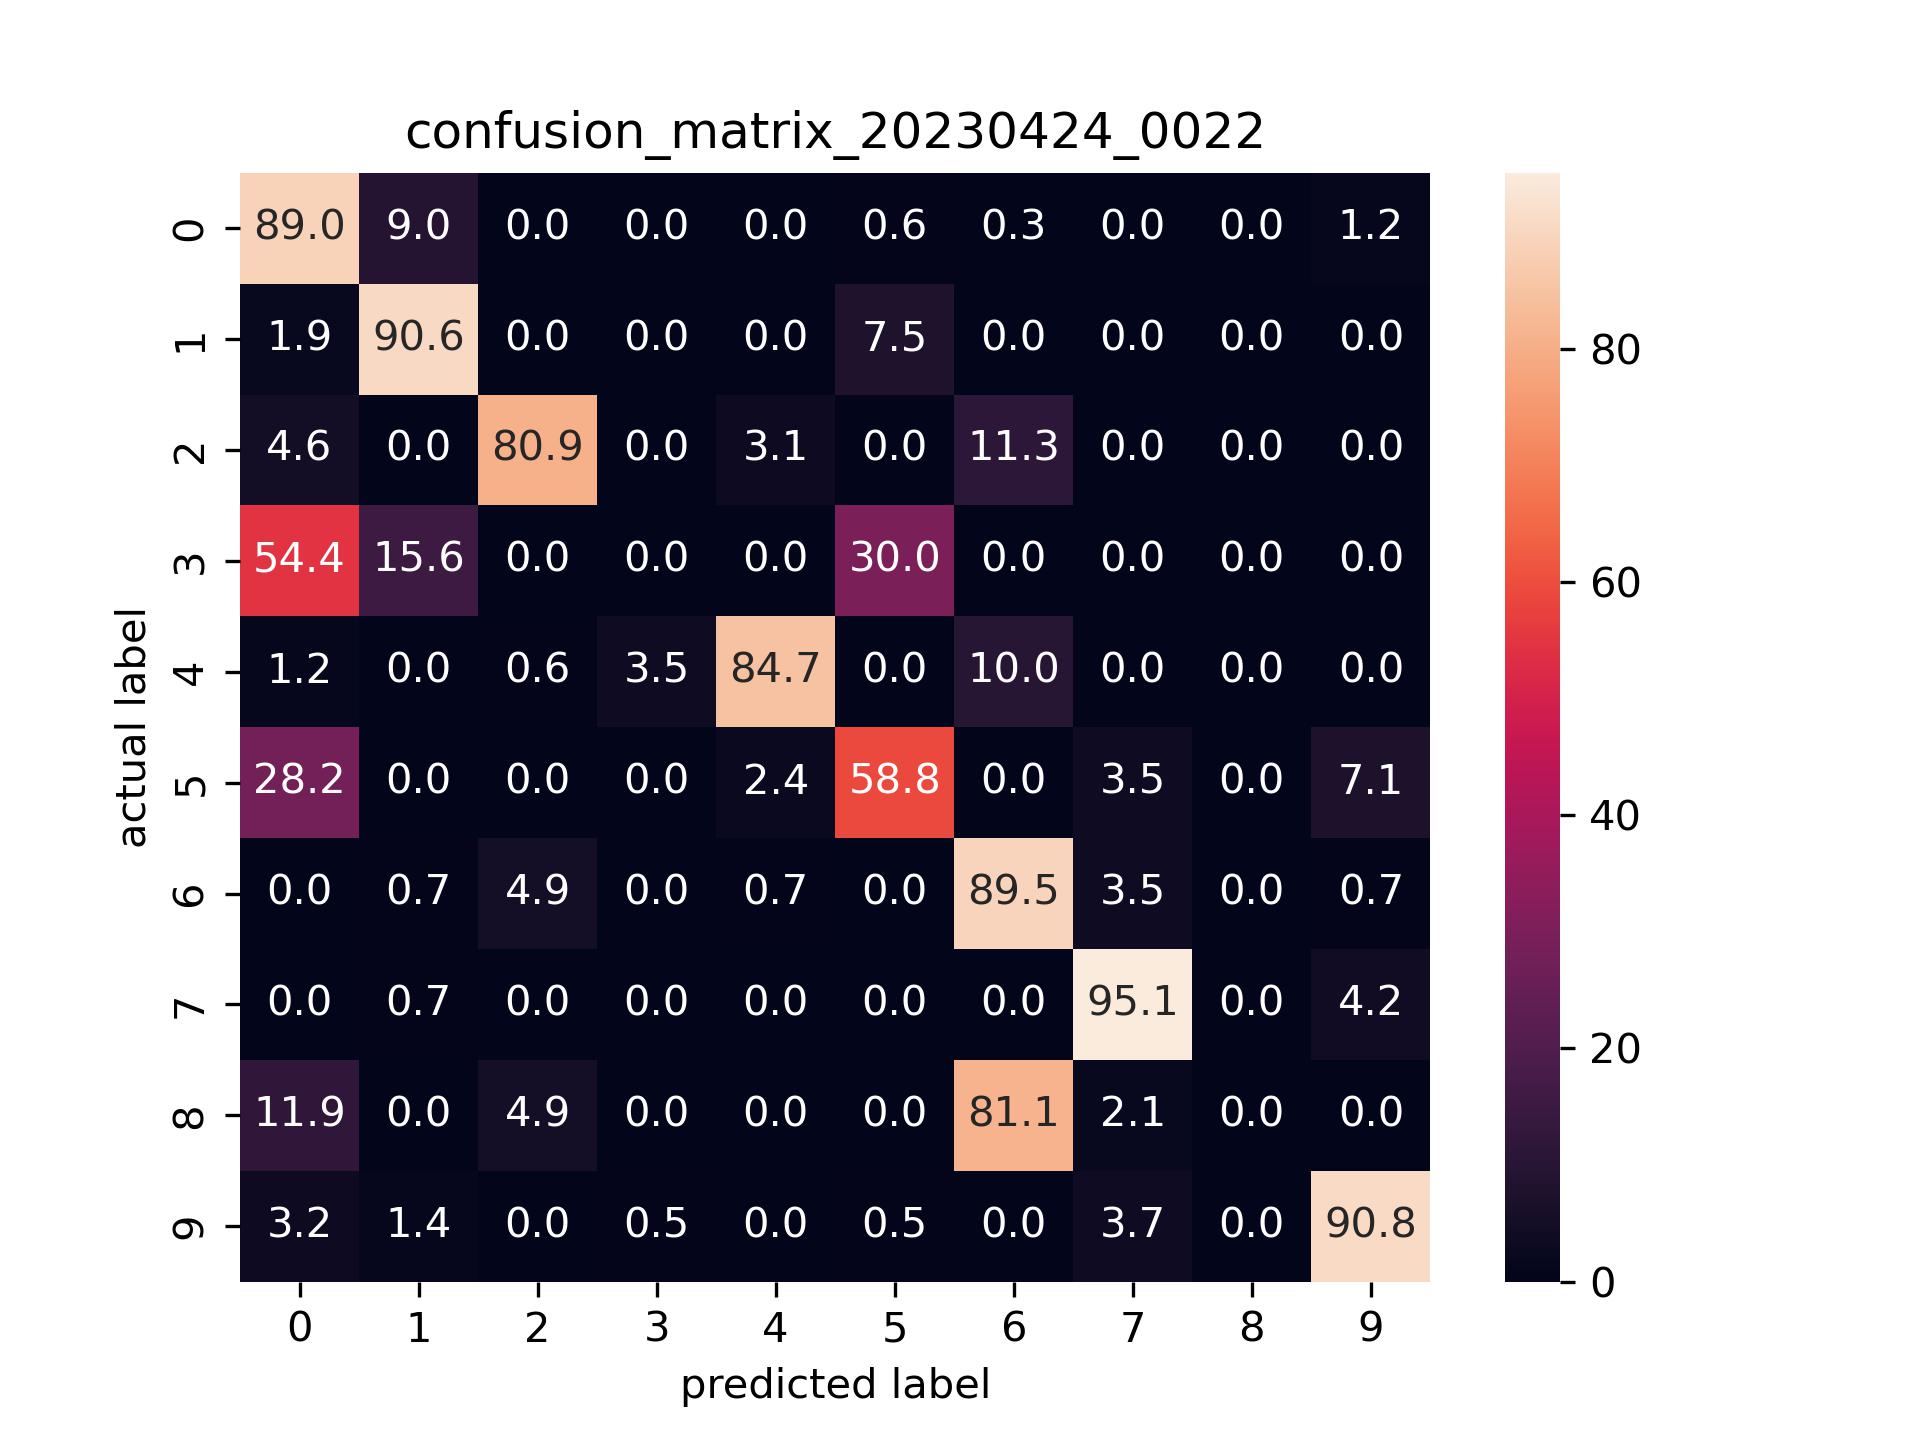 confusion_matrix_20230424_0022
0 89.0 9.0 0.0 0.0 0.0 0.6 0.3 0.0 0.0 1.2
1 1.9 90.6 0.0 0.0 0.0 7.5 0.0 0.0 0.0 0.0
2 4.6 0.0 80.9 0.0 3.1 0.0 11.3 0.0 0.0 0.0
3 54.4 15.6 0.0 0.0 0.0 30.0 0.0 0.0 0.0 0.0
4 1.2 0.0 0.6 3.5 84.7 0.0 10.0 0.0 0.0 0.0
5 28.2 0.0 0.0 0.0 2.4 58.8 0.0 3.5 0.0 7.1
6 0.0 0.7 4.9 0.0 0.7 0.0 89.5 3.5 0.0 0.7
7 0.0 0.7 0.0 0.0 0.0 0.0 0.0 95.1 0.0 4.2
8 11.9 0.0 4.9 0.0 0.0 0.0 81.1 2.1 0.0 0.0
9 3.2 1.4 0.0 0.5 0.0 0.5 0.0 3.7 0.0 90.8
0 1 2 3 4 5 6 7 8 9
predicted label
actual label
80
60
40
20
0